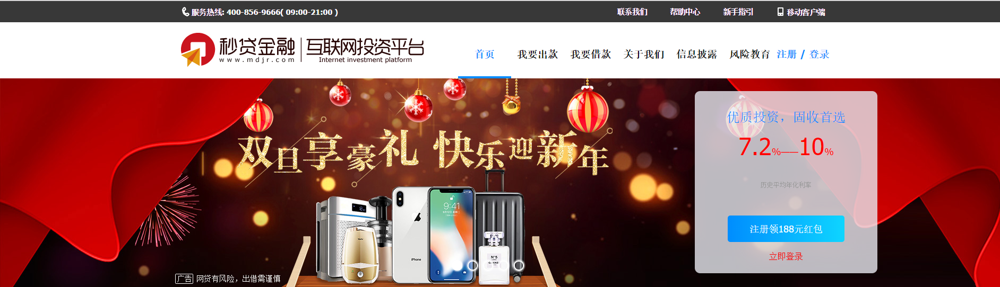 服务热线: 400-856-9666( 09:00-21:00 )
联系我们 帮助中心 新手指引 移动客户端
秒贷金融 互联网投资平台
www.mdjr.com Internet investment platform
首页 我要出款 我要借款 关于我们 信息披露 风险教育 注册 / 登录
双旦享豪礼 快乐迎新年
优质投资，固收首选
7.2%——10%
历史平均年化利率
注册领188元红包
立即登录
9:41
iPhone
N°5
CHANEL
广告 网贷有风险，出借需谨慎